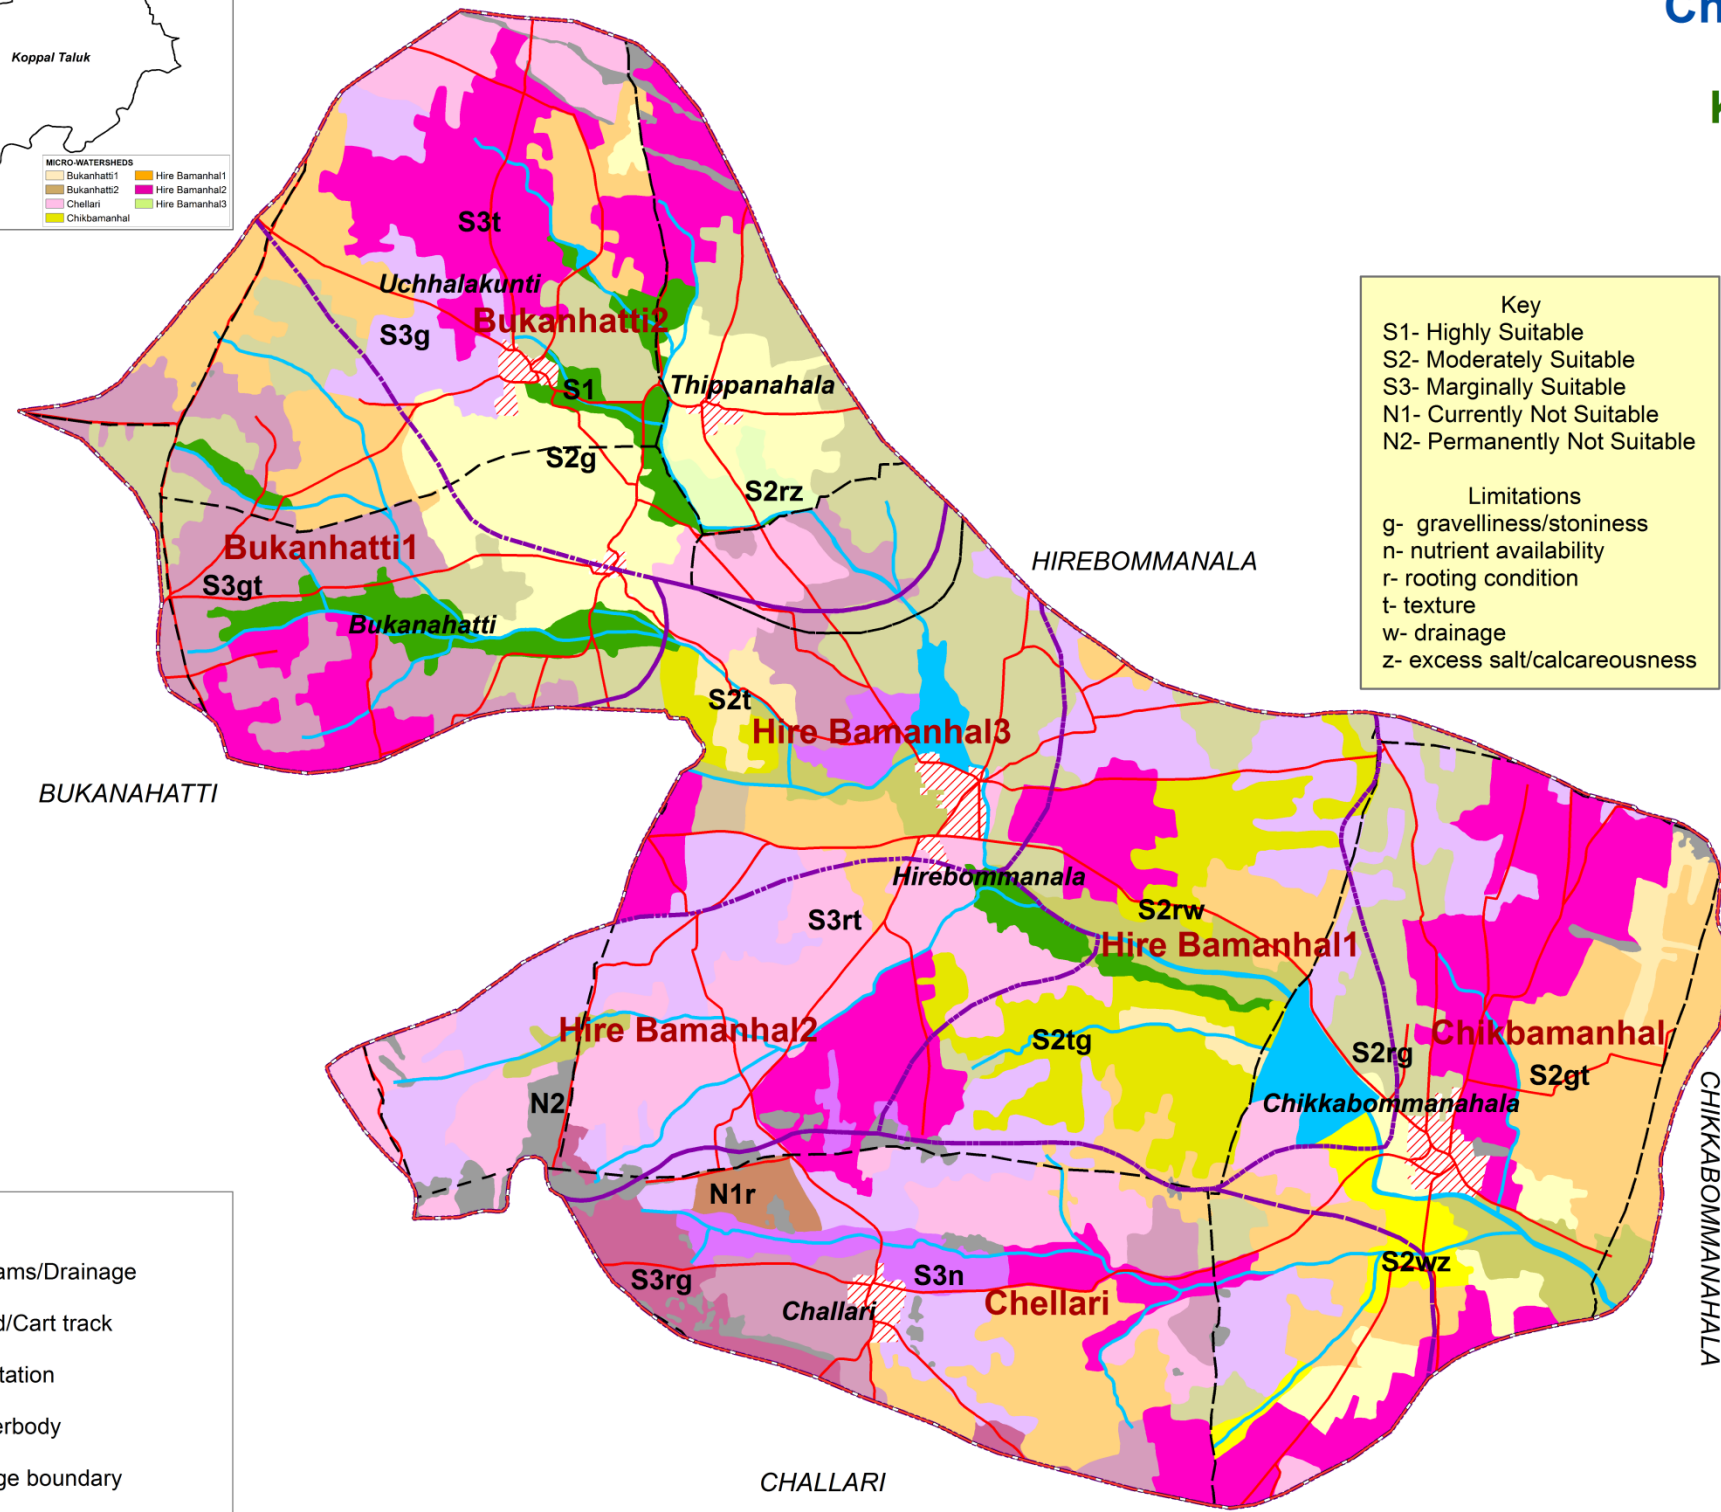 Ch
K
Koppal Taluk
MICRO-WATERSHEDS
Bukanhatti1
Hire Bamanhal1
Bukanhatti2
Hire Bamanhal2
Chellari
Hire Bamanhal3
Chikbamanhal
Key
S1- Highly Suitable
S2- Moderately Suitable
S3- Marginally Suitable
N1- Currently Not Suitable
N2- Permanently Not Suitable
Limitations
g- gravelliness/stoniness
n- nutrient availability
r- rooting condition
t- texture
w- drainage
z- excess salt/calcareousness
S3t
Uchhalakunti
Bukanhatti2
S3g
S1
Thippanahala
S2g
S2rz
Bukanhatti1
HIREBOMMANALA
S3gt
Bukanahatti
S2t
Hire Bamanhal3
BUKANAHATTI
Hirebommanala
S3rt
S2rw
Hire Bamanhal1
Hire Bamanhal2
S2tg
Chikbamanhal
S2rg
S2gt
N2
Chikkabommanahala
CHIKKABOMMANAHALA
N1r
S3rg
S3n
S2wz
Challari
Chellari
CHALLARI
ams/Drainage
d/Cart track
tation
erbody
ge boundary